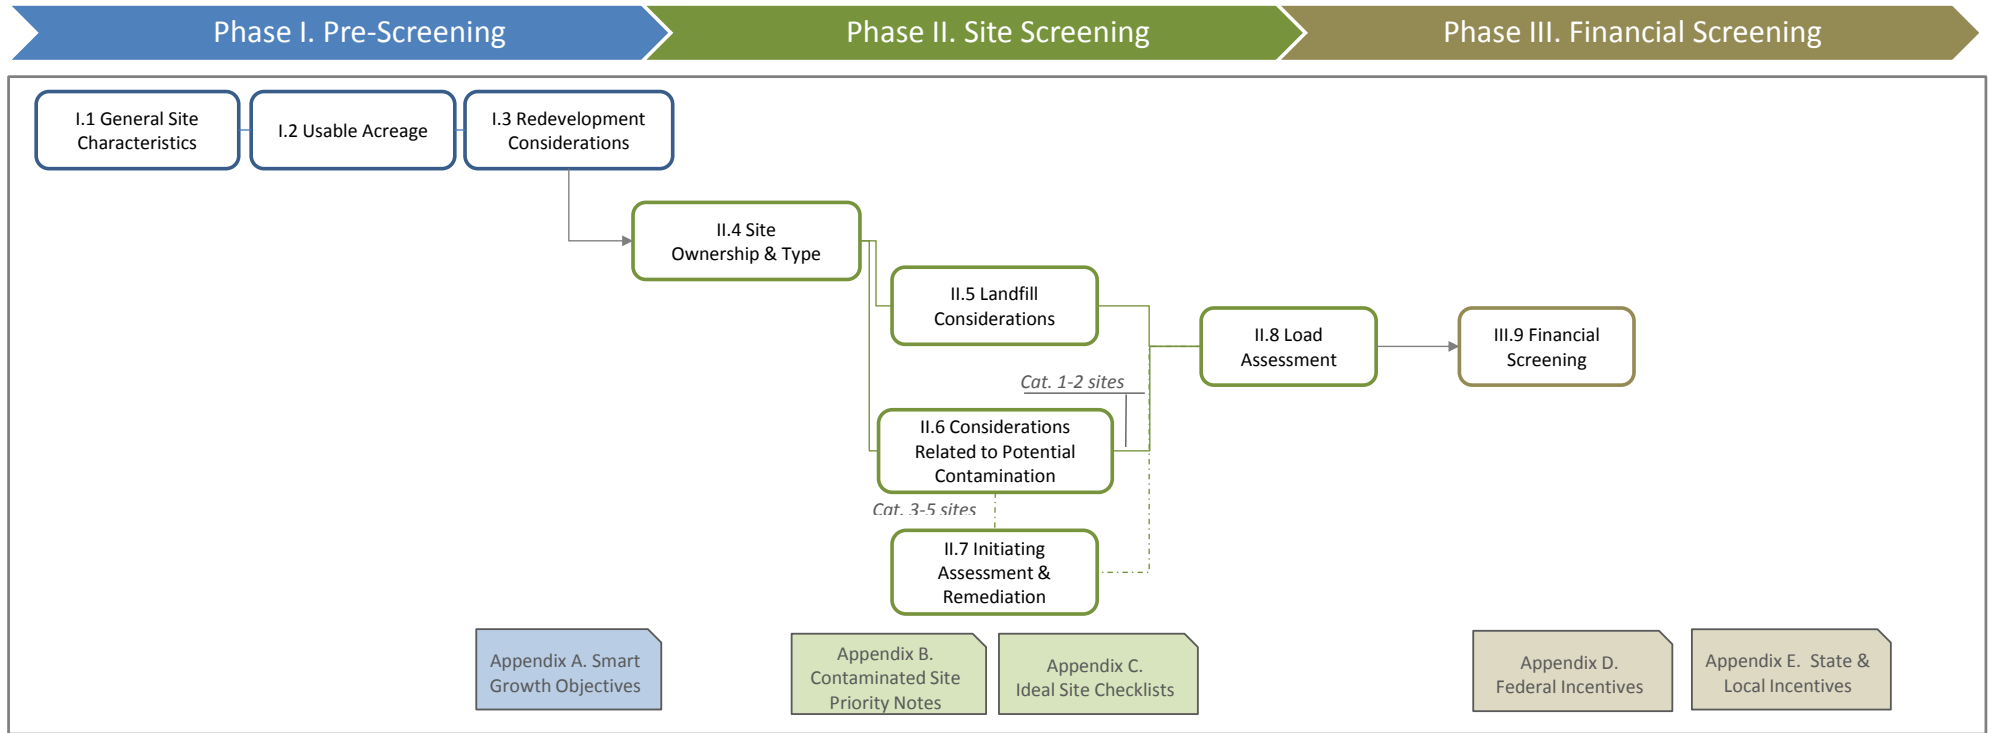 Phase I. Pre-Screening
Phase II. Site Screening
Phase III. Financial Screening
I.1 General Site
Characteristics
I.2 Usable Acreage
I.3 Redevelopment
Considerations
II.4 Site
Ownership & Type
II.5 Landfill
Considerations
II.8 Load
Assessment
III.9 Financial
Screening
Cat. 1-2 sites
II.6 Considerations
Related to Potential
Contamination
Cat. 3-5 sites
II.7 Initiating
Assessment &
Remediation
Appendix A. Smart
Growth Objectives
Appendix B.
Contaminated Site
Priority Notes
Appendix C.
Ideal Site Checklists
Appendix D.
Federal Incentives
Appendix E. State &
Local Incentives